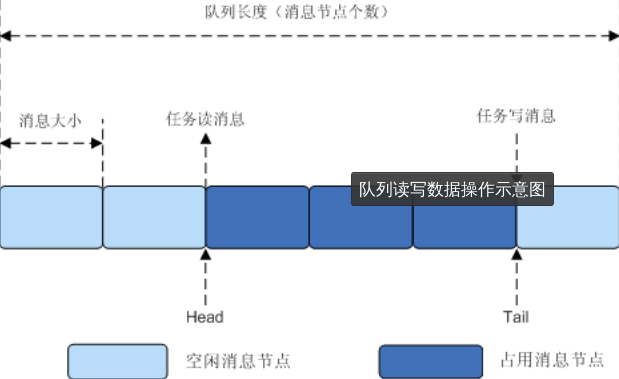 队列长度（消息节点个数）
消息大小
任务读消息
任务写消息
队列读写数据操作示意图
Head
Tail
空闲消息节点
占用消息节点